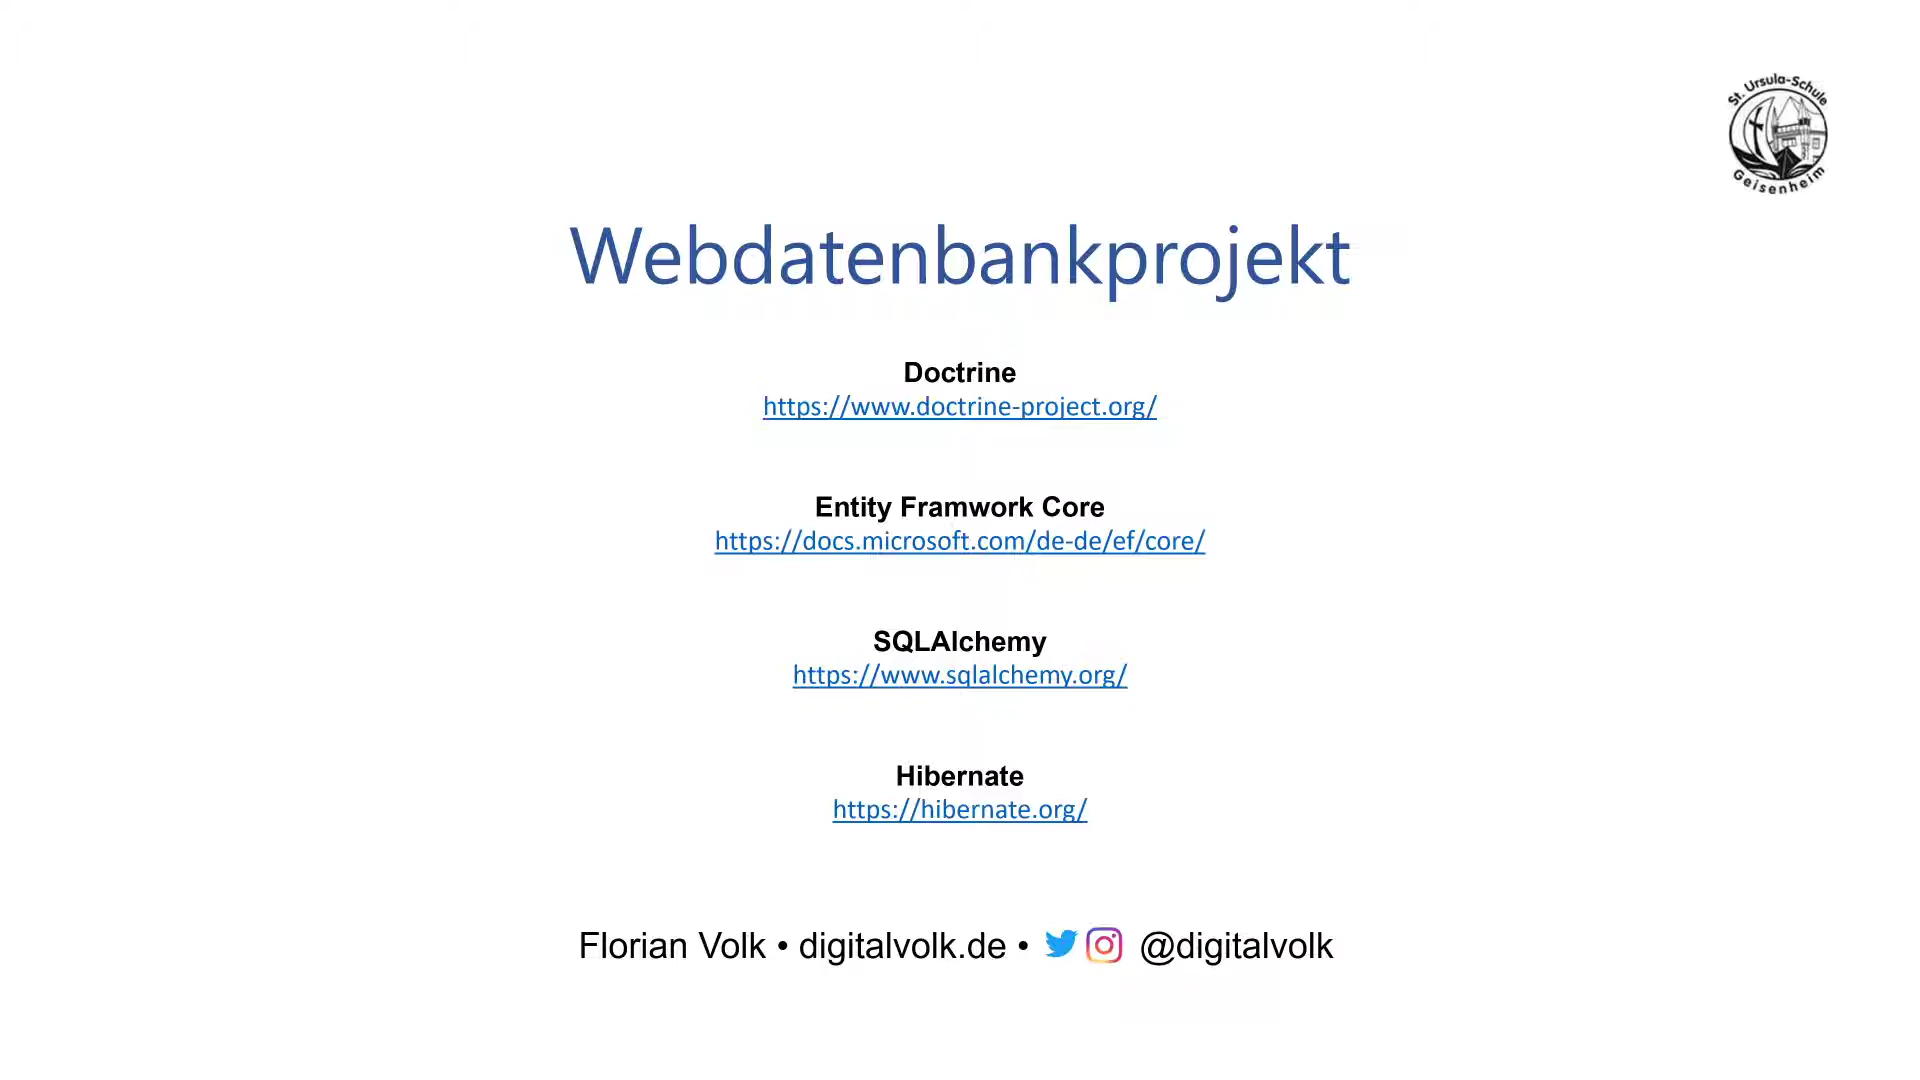 St. Ursula-Schule
Geisenheim
Webdatenbankprojekt
Doctrine
https://www.doctrine-project.org/
Entity Framwork Core
https://docs.microsoft.com/de-de/ef/core/
SQLAlchemy
https://www.sqlalchemy.org/
Hibernate
https://hibernate.org/
Florian Volk • digitalvolk.de • @digitalvolk